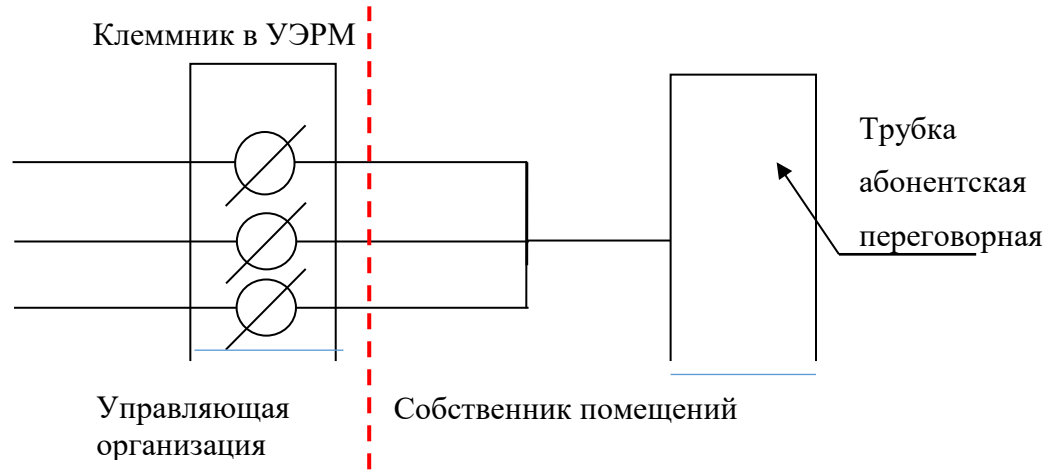 Клеммник в УЭРМ
Трубка
абонентская
переговорная
Управляющая
организация
Собственник помещений